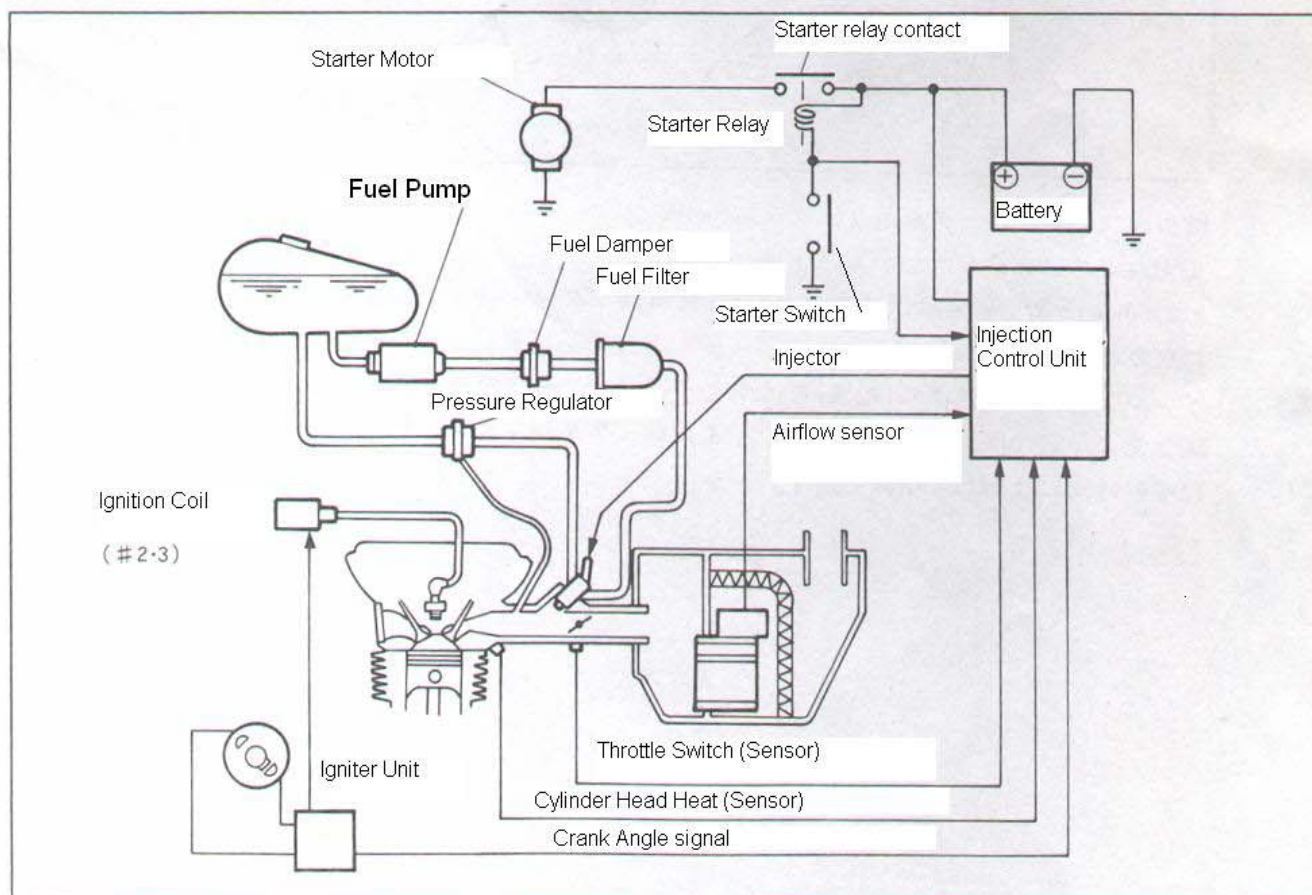 Starter relay contact
Starter Motor
Starter Relay
Fuel Pump
+
−
Battery
Fuel Damper
Fuel Filter
Starter Switch
Injection
Control Unit
Injector
Pressure Regulator
Airflow sensor
Ignition Coil
(#2·3)
Throttle Switch (Sensor)
Igniter Unit
Cylinder Head Heat (Sensor)
Crank Angle signal